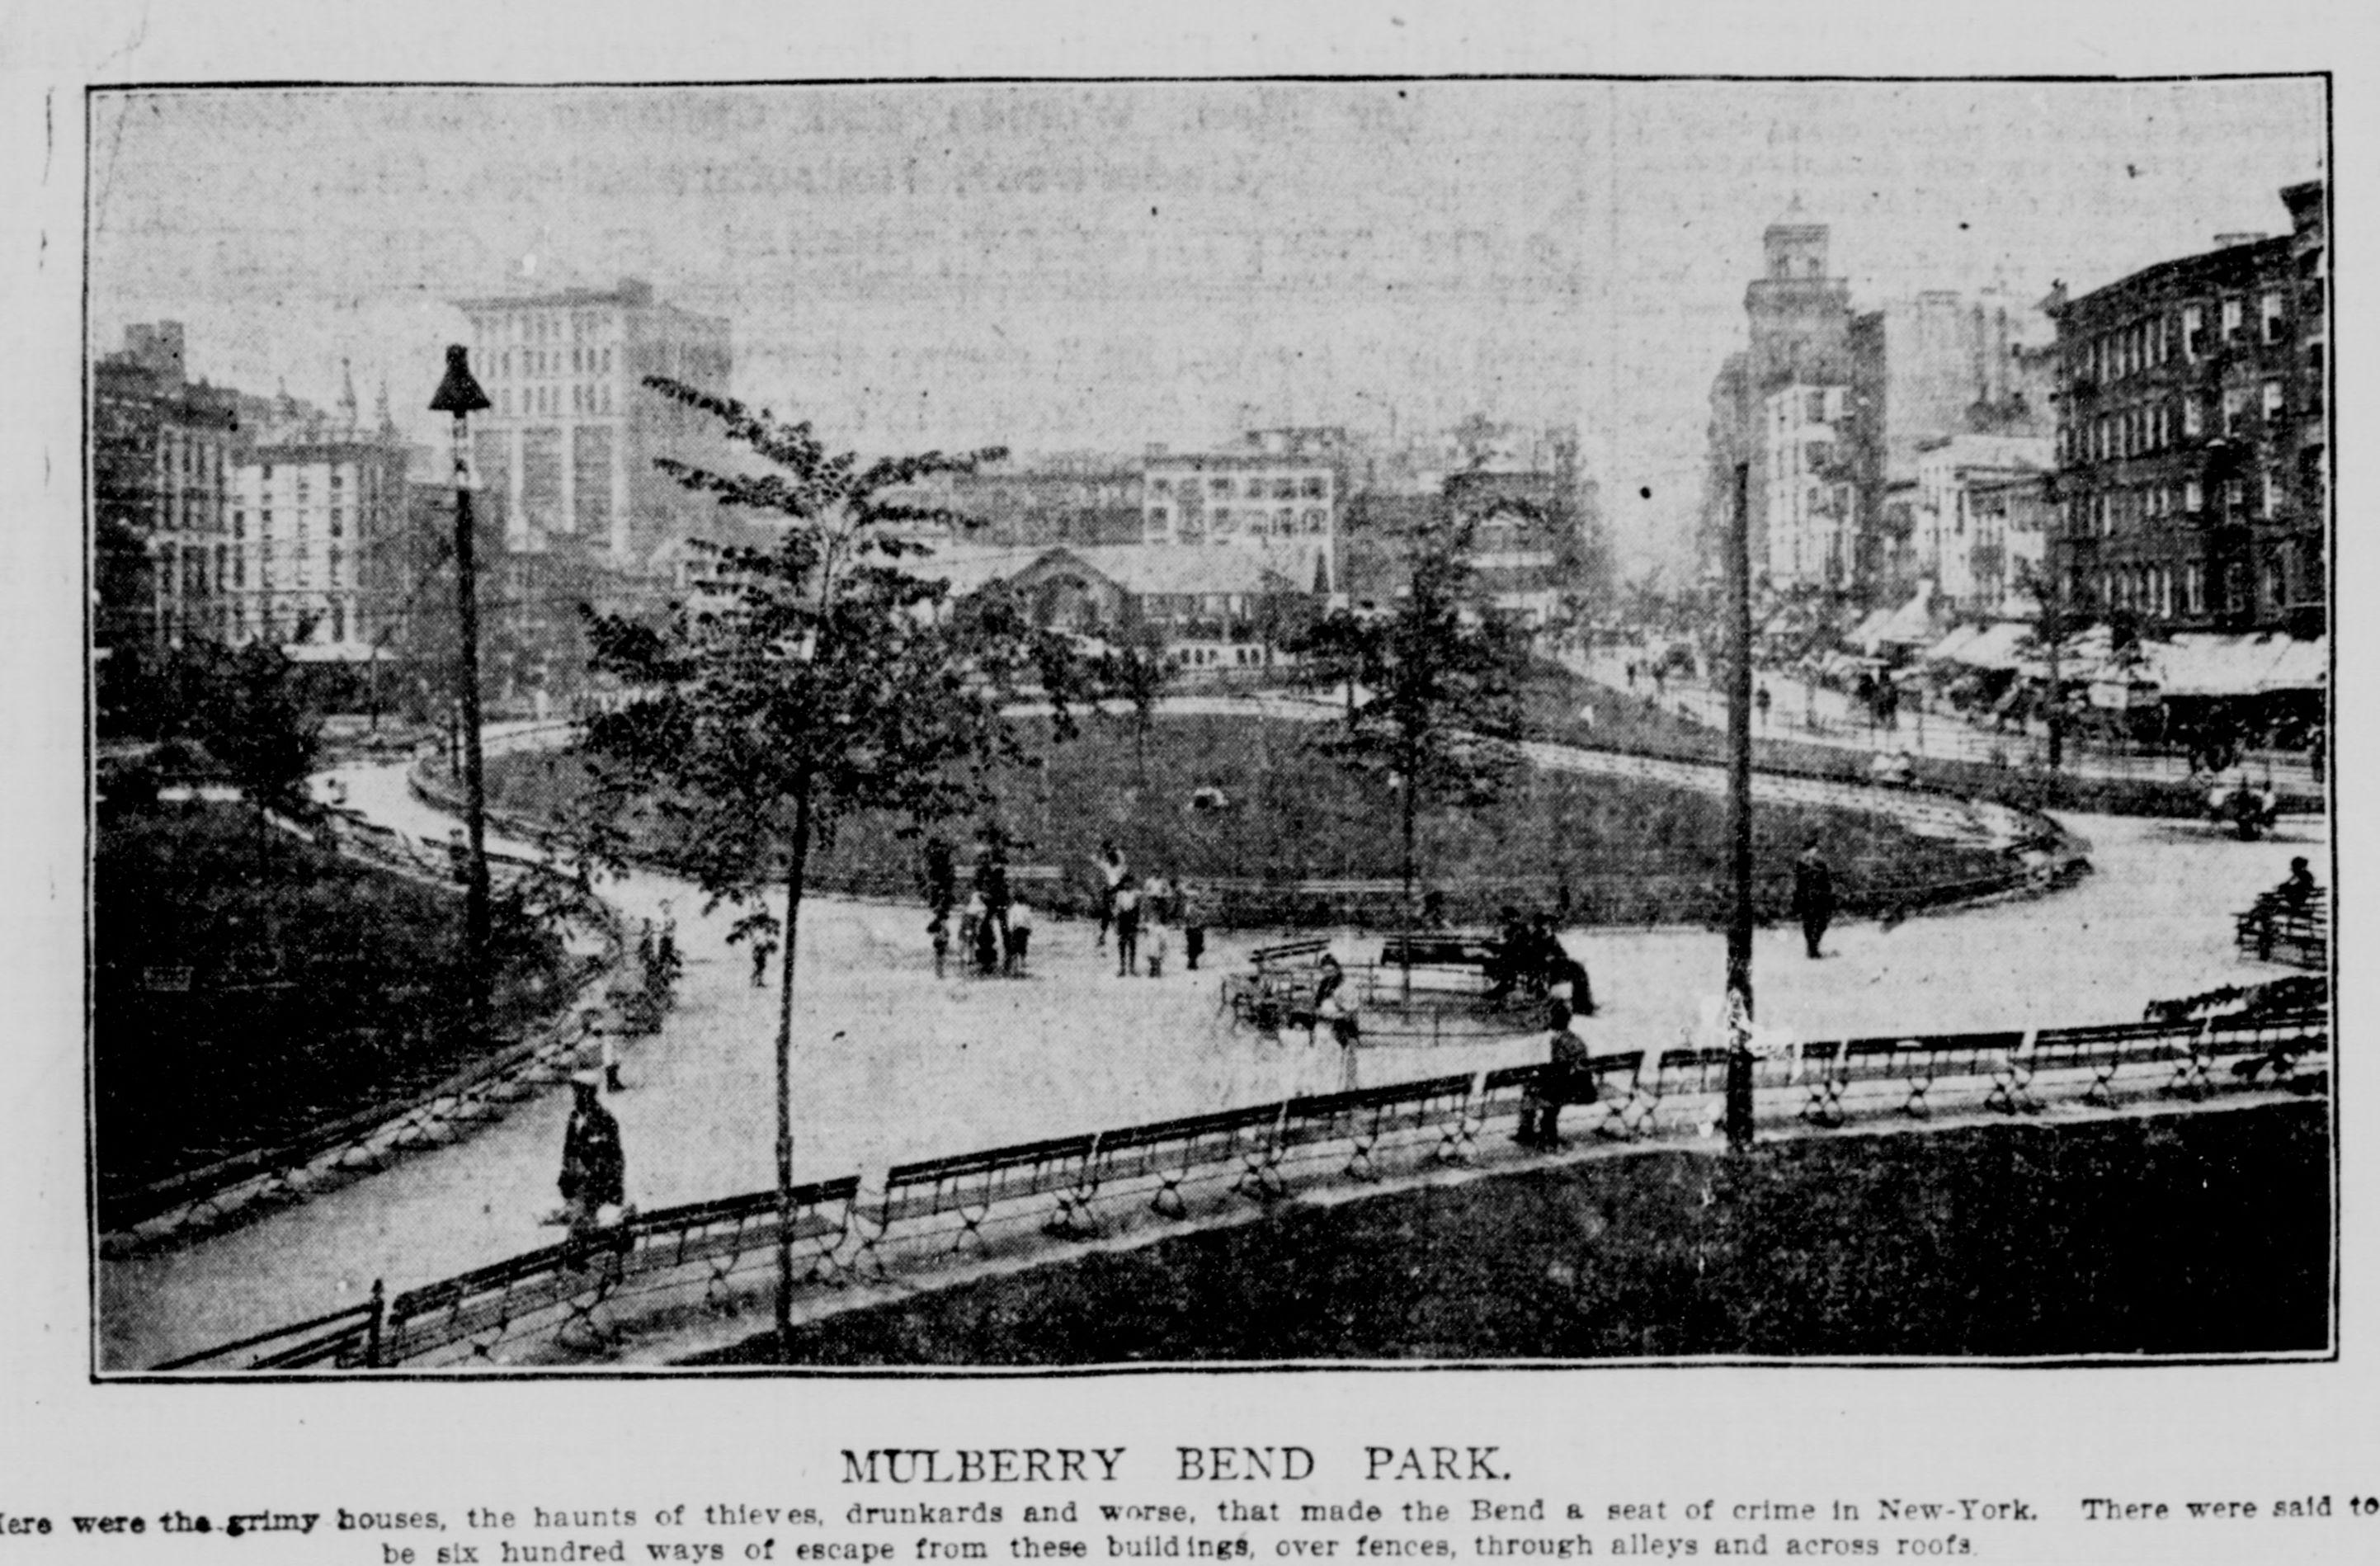 MULBERRY BEND PARK.
Here were the grimy houses, the haunts of thieves, drunkards and worse, that made the Bend a seat of crime in New-York. There were said to
be six hundred ways of escape from these buildings, over fences, through alleys and across roofs.